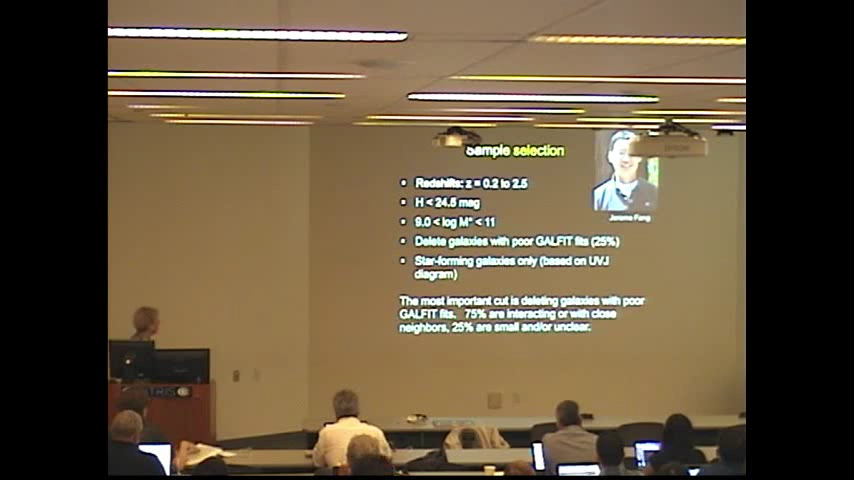 Sample selection
• Redshifts: z = 0.2 to 2.5
• H < 24.5 mag
• 9.0 < log M* < 11
• Delete galaxies with poor GALFIT fits (25%)
• Star-forming galaxies only (based on UVJ
diagram)
Jerome Fang
The most important cut is deleting galaxies with poor
GALFIT fits. 75% are interacting or with close
neighbors, 25% are small and/or unclear.